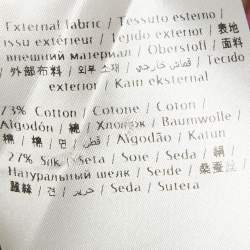 External fabric / Tessuto esterno /
issu extérieur / Tejido exterior / 表地
внешний материал / Oberstoff / 面料
/ 外部布料 / 외부 소재 / قماش خارجي / Tecido
exterior / Kain eksternal
73% Cotton / Cotone / Coton /
Algodón / 綿 / Хлопок / Baumwolle /
棉 / 棉 / 면 / قطن / Algodão / Katun
27% Silk / Seta / Soie / Seda / 絹 /
Натуральный шелк / Seide / 桑蚕丝 /
蠶絲 / 견 / حرير / Seda / Sutera